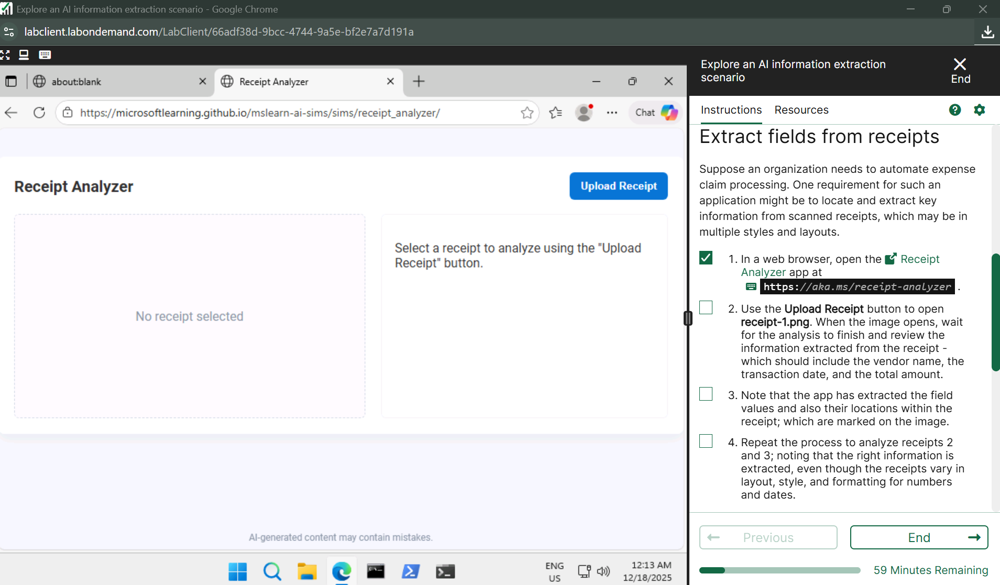 Explore an AI information extraction scenario - Google Chrome
labclient.labondemand.com/LabClient/66adf38d-9bcc-4744-9a5e-bf2e7a7d191a
about:blank
Receipt Analyzer
https://microsoftlearning.github.io/mslearn-ai-sims/sims/receipt_analyzer/
Chat
Receipt Analyzer
Upload Receipt
No receipt selected
Select a receipt to analyze using the "Upload
Receipt" button.
AI-generated content may contain mistakes.
ENG
US
12:13 AM
12/18/2025
Explore an AI information extraction
scenario
End
Instructions
Resources
Extract fields from receipts
Suppose an organization needs to automate expense
claim processing. One requirement for such an
application might be to locate and extract key
information from scanned receipts, which may be in
multiple styles and layouts.
1. In a web browser, open the Receipt
Analyzer app at
https://aka.ms/receipt-analyzer .
2. Use the Upload Receipt button to open
receipt-1.png. When the image opens, wait
for the analysis to finish and review the
information extracted from the receipt -
which should include the vendor name, the
transaction date, and the total amount.
3. Note that the app has extracted the field
values and also their locations within the
receipt; which are marked on the image.
4. Repeat the process to analyze receipts 2
and 3; noting that the right information is
extracted, even though the receipts vary in
layout, style, and formatting for numbers
and dates.
Previous
End
59 Minutes Remaining